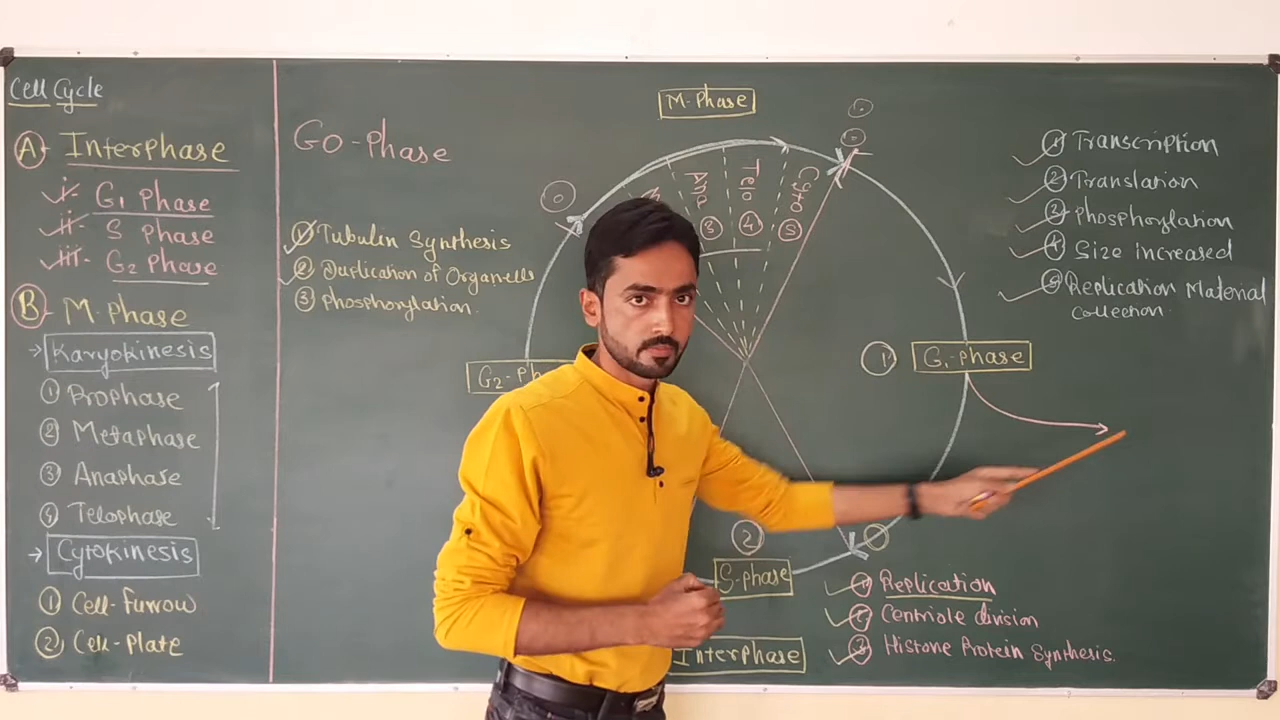 Cell Cycle
A- Interphase
i- G1 Phase
ii- S phase
iii- G2 Phase
B M-Phase
→ Karyokinesis
① Prophase
② Metaphase
③ Anaphase
④ Telophase
→ Cytokinesis
① Cell-furrow
② Cell-Plate
G0-Phase
① Tubulin Synthesis
② Duplication of Organells
③ Phosphorylation.
M-Phase
Ana
Telo
Cyto
③ ④ ⑤
① G1-phase
② S-phase
Interphase
① Transcription
② Translation
③ Phosphorylation
④ Size increased
⑤ Replication Material
Collection.
① Replication
② Centriole division
③ Histone Protein Synthesis.